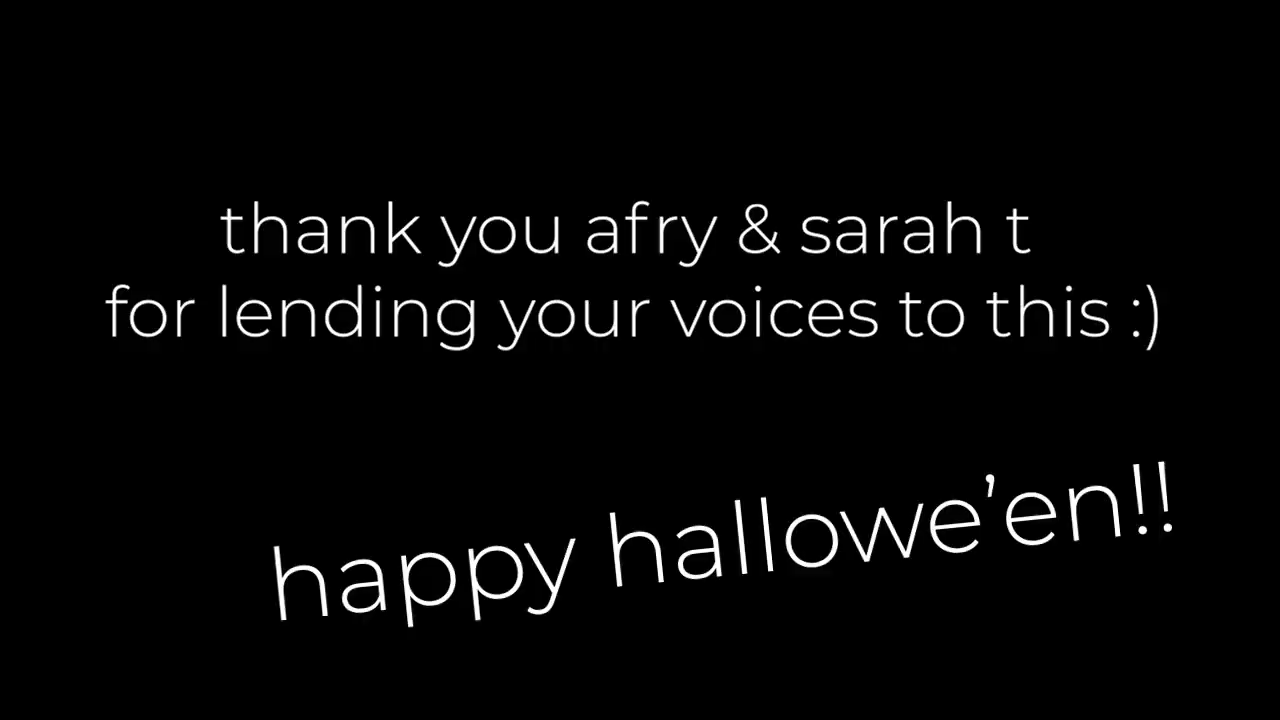 thank you afry & sarah t
for lending your voices to this :)
happy hallowe’en!!